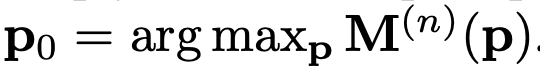 p₀ = arg maxₚ M⁽ⁿ⁾(p).